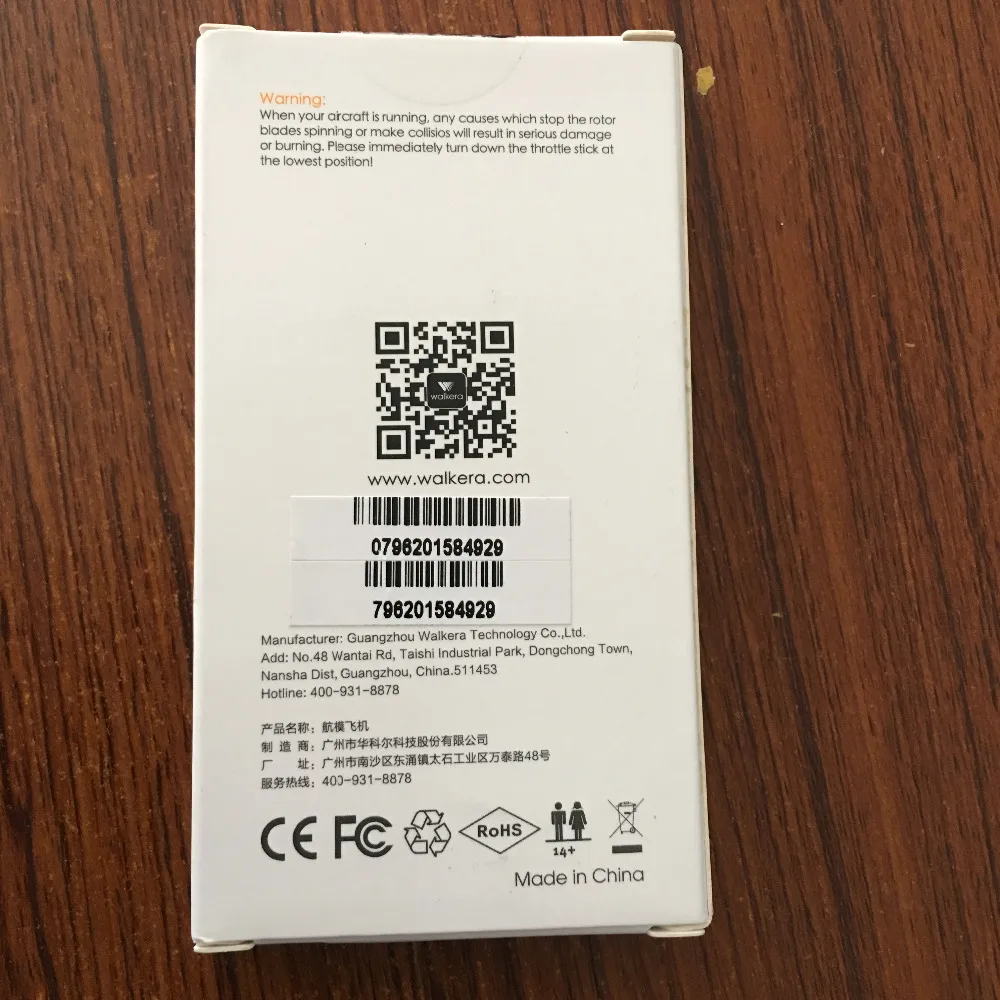 Warning:
When your aircraft is running, any causes which stop the rotor
blades spinning or make collisios will result in serious damage
or burning. Please immediately turn down the throttle stick at
the lowest position!
walkera
www.walkera.com
0796201584929
796201584929
Manufacturer: Guangzhou Walkera Technology Co.,Ltd.
Add: No.48 Wantai Rd, Taishi Industrial Park, Dongchong Town,
Nansha Dist, Guangzhou, China.511453
Hotline: 400-931-8878
产品名称：航模飞机
制 造 商：广州市华科尔科技股份有限公司
厂 址：广州市南沙区东涌镇太石工业区万泰路48号
服务热线：400-931-8878
CE FC RoHS 14+
Made in China